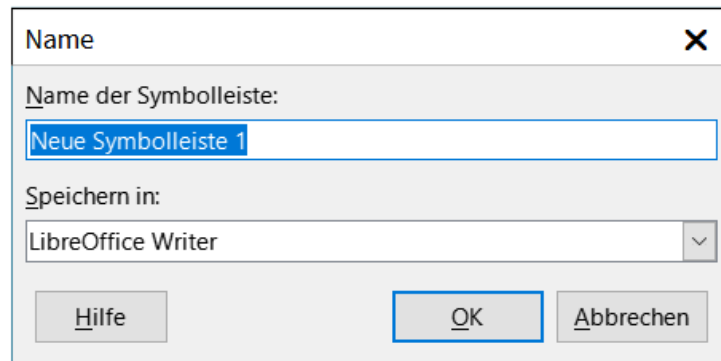 Name
Name der Symbolleiste:
Neue Symbolleiste 1
Speichern in:
LibreOffice Writer
Hilfe OK Abbrechen